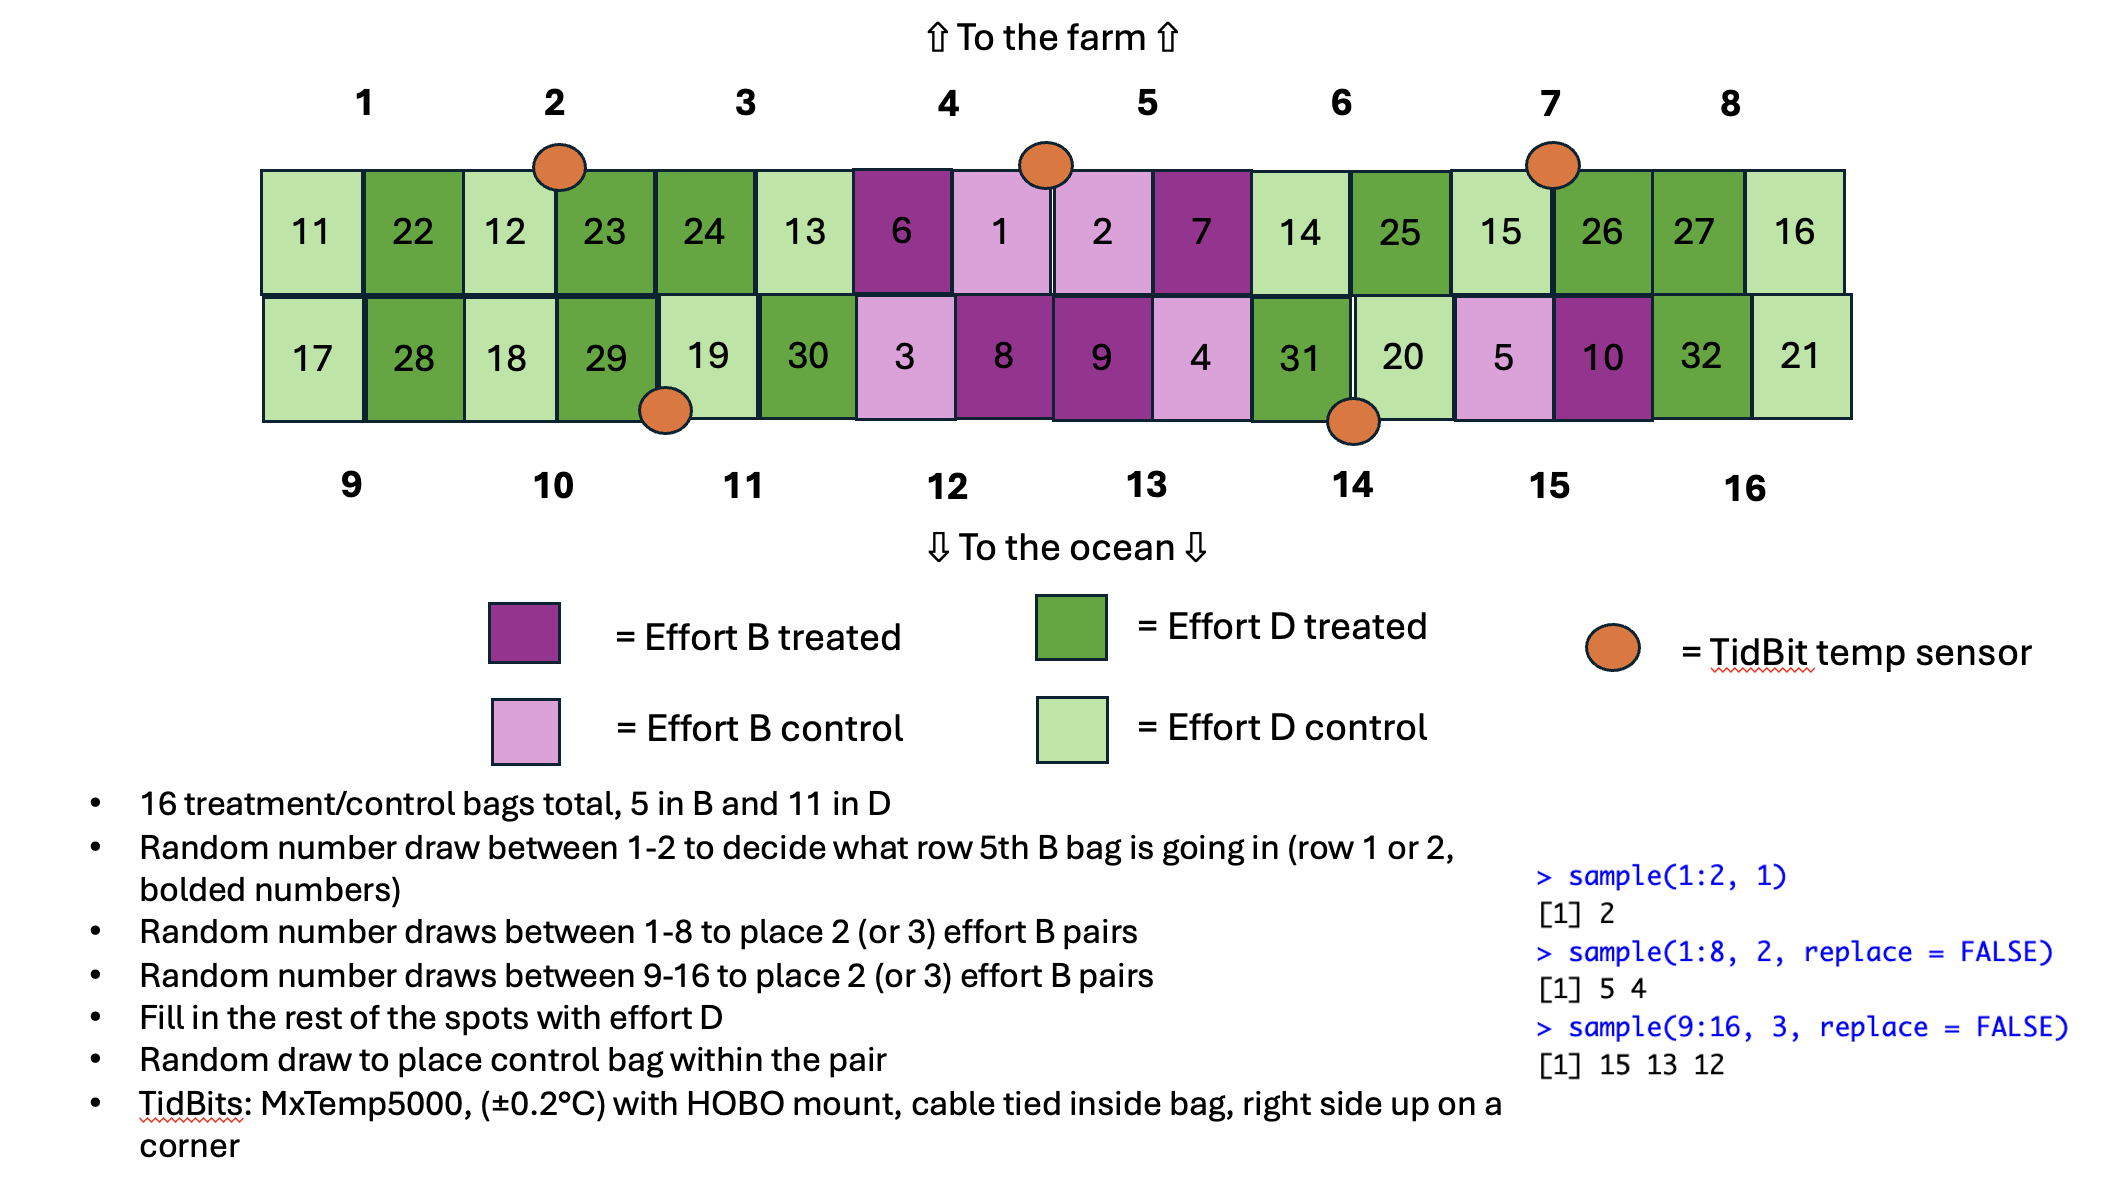 ⇧ To the farm ⇧
1 2 3 4 5 6 7 8
11 22 12 23 24 13 6 1 2 7 14 25 15 26 27 16
17 28 18 29 19 30 3 8 9 4 31 20 5 10 32 21
9 10 11 12 13 14 15 16
⇩ To the ocean ⇩
= Effort B treated
= Effort D treated
= TidBit temp sensor
= Effort B control
= Effort D control
• 16 treatment/control bags total, 5 in B and 11 in D
• Random number draw between 1-2 to decide what row 5th B bag is going in (row 1 or 2,
bolded numbers)
• Random number draws between 1-8 to place 2 (or 3) effort B pairs
• Random number draws between 9-16 to place 2 (or 3) effort B pairs
• Fill in the rest of the spots with effort D
• Random draw to place control bag within the pair
• TidBits: MxTemp5000, (±0.2°C) with HOBO mount, cable tied inside bag, right side up on a
corner
> sample(1:2, 1)
[1] 2
> sample(1:8, 2, replace = FALSE)
[1] 5 4
> sample(9:16, 3, replace = FALSE)
[1] 15 13 12